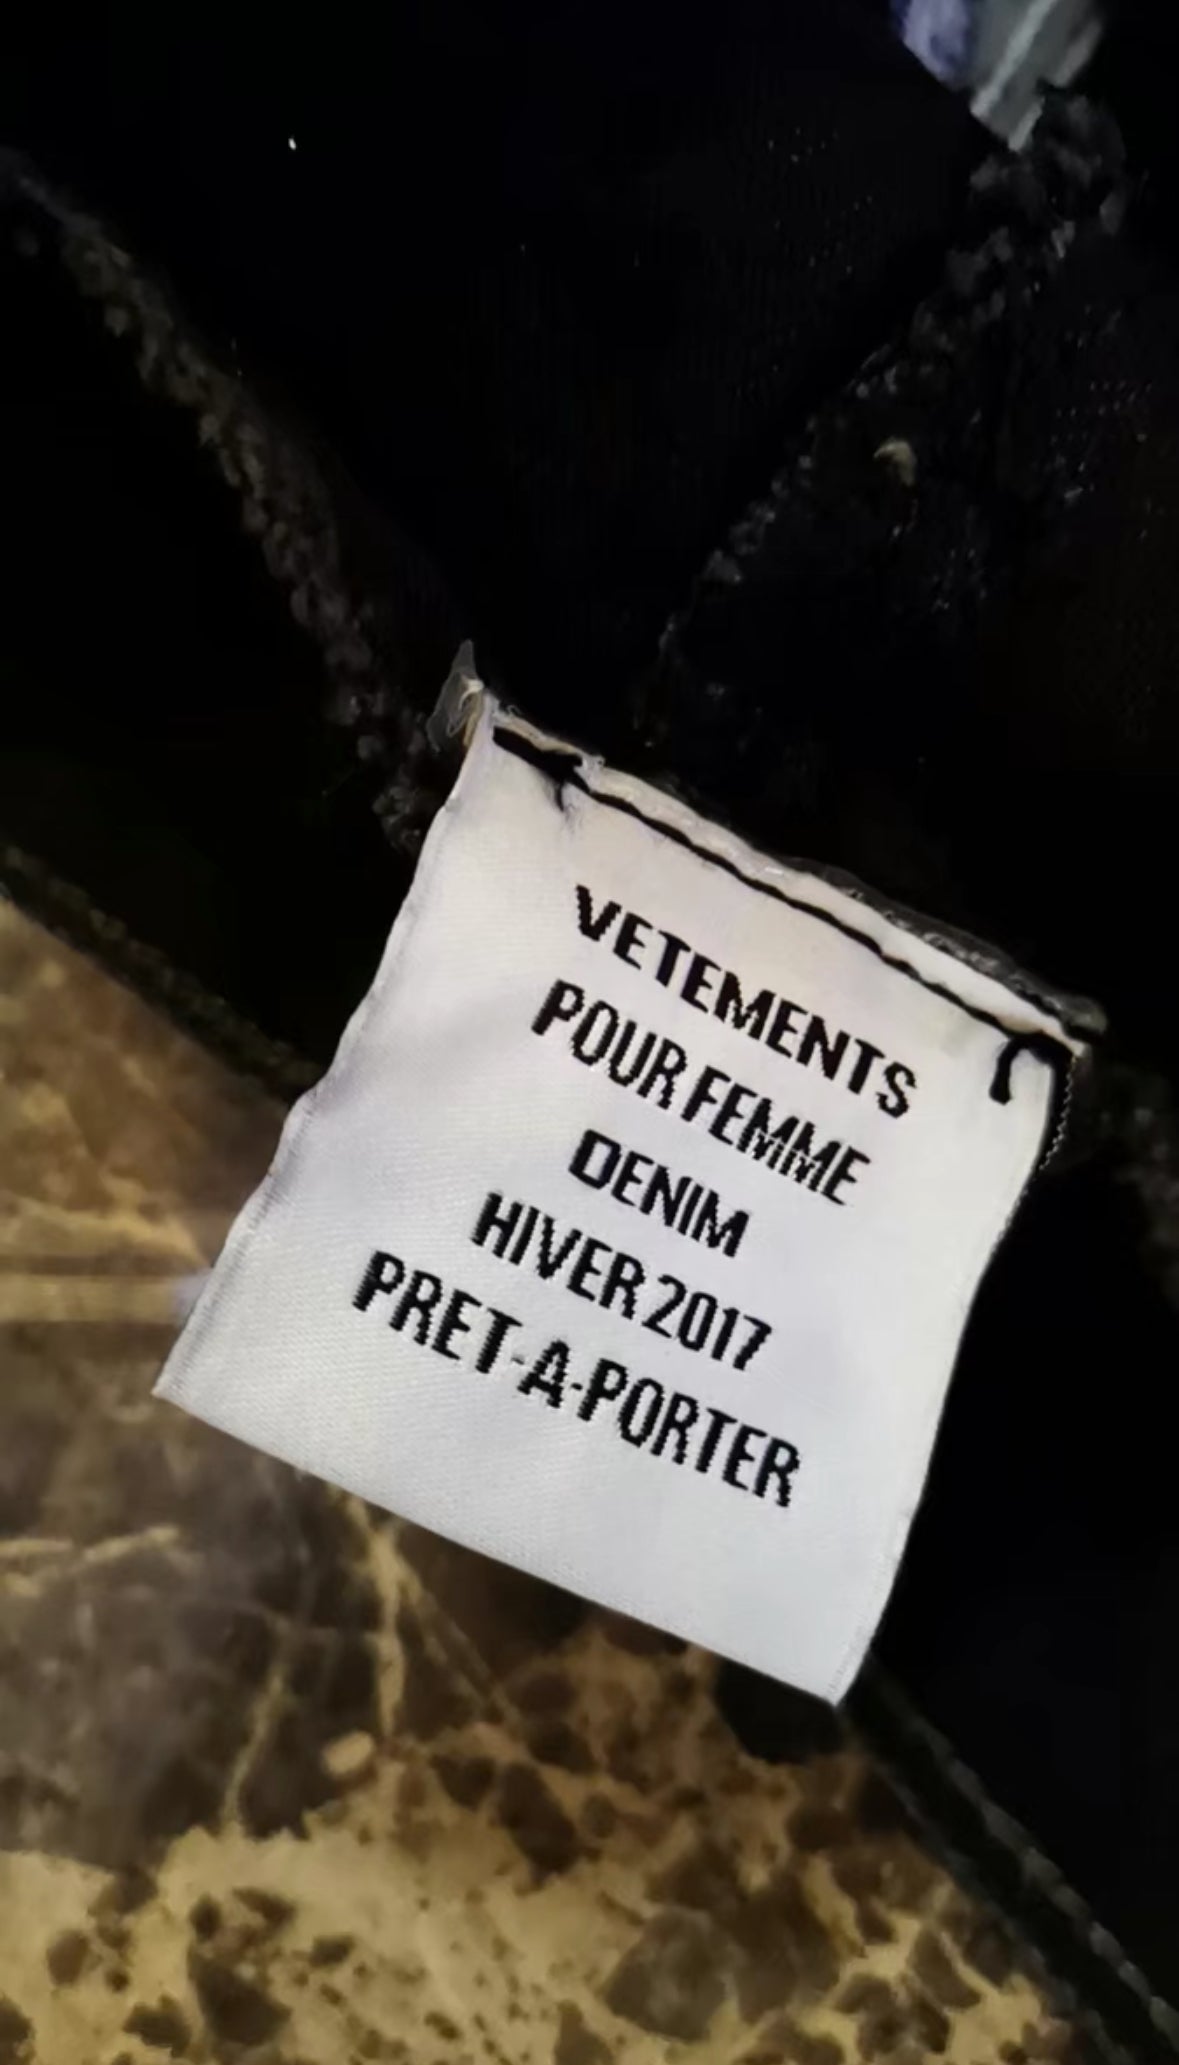 VETEMENTS
POUR FEMME
DENIM
HIVER 2017
PRET-A-PORTER